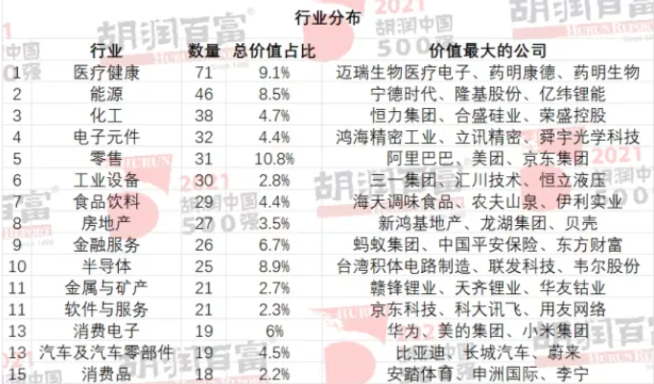 行业分布
行业 数量 总价值占比 价值最大的公司
1 医疗健康 71 9.1% 迈瑞生物医疗电子、药明康德、药明生物
2 能源 46 8.5% 宁德时代、隆基股份、亿纬锂能
3 化工 38 4.7% 恒力集团、合盛硅业、荣盛控股
4 电子元件 32 4.4% 鸿海精密工业、立讯精密、舜宇光学科技
5 零售 31 10.8% 阿里巴巴、美团、京东集团
6 工业设备 30 2.8% 三一集团、汇川技术、恒立液压
7 食品饮料 29 4.4% 海天调味食品、农夫山泉、伊利实业
8 房地产 27 3.5% 新鸿基地产、龙湖集团、贝壳
9 金融服务 26 6.7% 蚂蚁集团、中国平安保险、东方财富
10 半导体 25 8.9% 台湾积体电路制造、联发科技、韦尔股份
11 金属与矿产 21 2.7% 赣锋锂业、天齐锂业、华友钴业
11 软件与服务 21 2.3% 京东科技、科大讯飞、用友网络
13 消费电子 19 6% 华为、美的集团、小米集团
13 汽车及汽车零部件 19 4.5% 比亚迪、长城汽车、蔚来
15 消费品 18 2.2% 安踏体育、申洲国际、李宁